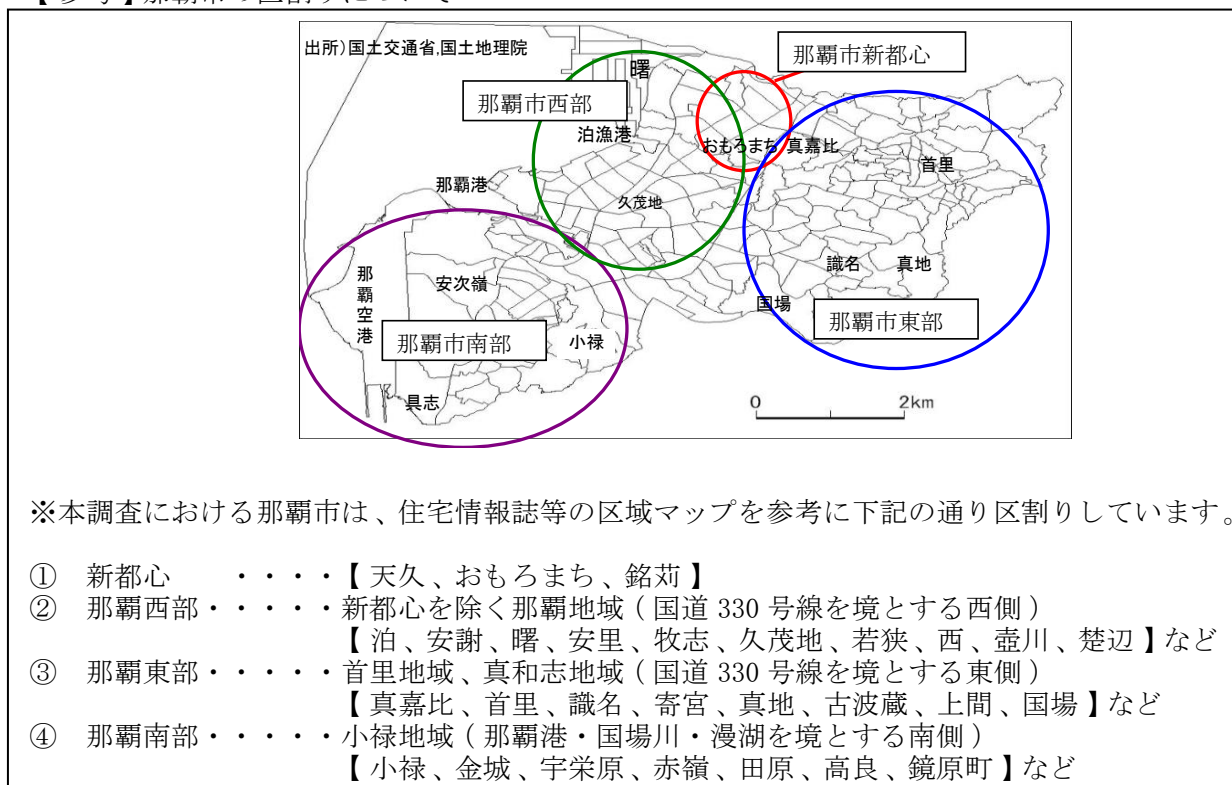 【参考】那覇市の区割りについて
出所)国土交通省,国土地理院
那覇市新都心
曙
那覇市西部
泊漁港
おもろまち
真嘉比
首里
那覇港
久茂地
識名
真地
那覇空港
安次嶺
国場
那覇市東部
那覇市南部
小禄
具志
0
2km
※本調査における那覇市は、住宅情報誌等の区域マップを参考に下記の通り区割りしています。
① 新都心 ・・・・【 天久、おもろまち、銘苅 】
② 那覇西部・・・・・新都心を除く那覇地域(国道 330 号線を境とする西側)
【 泊、安謝、曙、安里、牧志、久茂地、若狭、西、壺川、楚辺 】など
③ 那覇東部・・・・・首里地域、真和志地域(国道 330 号線を境とする東側)
【 真嘉比、首里、識名、寄宮、真地、古波蔵、上間、国場 】など
④ 那覇南部・・・・・小禄地域(那覇港・国場川・漫湖を境とする南側)
【 小禄、金城、宇栄原、赤嶺、田原、高良、鏡原町 】など